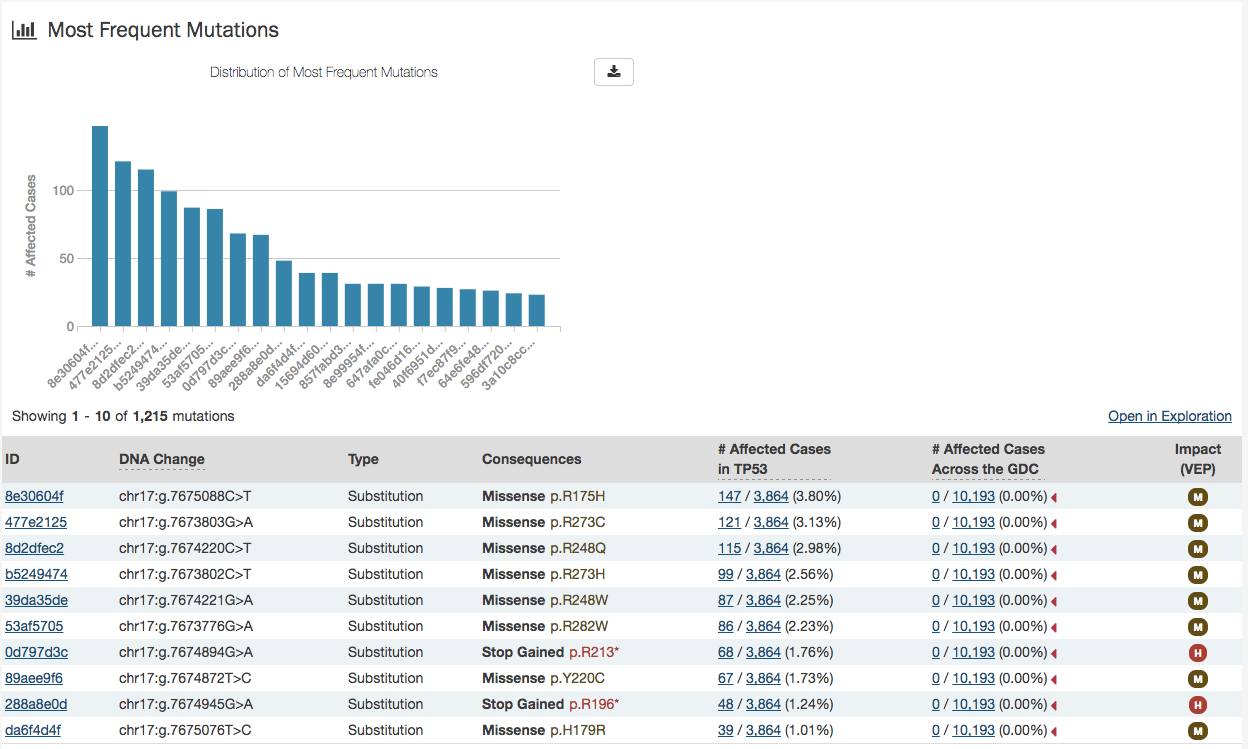 Most Frequent Mutations
Distribution of Most Frequent Mutations
# Affected Cases
100
50
0
8e30604f...
477e2125...
8d2dfec2...
b5249474...
39da35de...
53af5705...
0d797d3c...
89aee9f6...
288a8e0d...
da6f4d4f...
15694d60...
857fabd3...
8e99954f...
647afa0c...
fe046d16...
40f6951d...
f7ec87f9...
64e6fe48...
596df720...
3a10c8cc...
Showing 1 - 10 of 1,215 mutations
Open in Exploration
ID DNA Change Type Consequences # Affected Cases in TP53 # Affected Cases Across the GDC Impact (VEP)
8e30604f chr17:g.7675088C>T Substitution Missense p.R175H 147 / 3,864 (3.80%) 0 / 10,193 (0.00%) M
477e2125 chr17:g.7673803G>A Substitution Missense p.R273C 121 / 3,864 (3.13%) 0 / 10,193 (0.00%) M
8d2dfec2 chr17:g.7674220C>T Substitution Missense p.R248Q 115 / 3,864 (2.98%) 0 / 10,193 (0.00%) M
b5249474 chr17:g.7673802C>T Substitution Missense p.R273H 99 / 3,864 (2.56%) 0 / 10,193 (0.00%) M
39da35de chr17:g.7674221G>A Substitution Missense p.R248W 87 / 3,864 (2.25%) 0 / 10,193 (0.00%) M
53af5705 chr17:g.7673776G>A Substitution Missense p.R282W 86 / 3,864 (2.23%) 0 / 10,193 (0.00%) M
0d797d3c chr17:g.7674894G>A Substitution Stop Gained p.R213* 68 / 3,864 (1.76%) 0 / 10,193 (0.00%) H
89aee9f6 chr17:g.7674872T>C Substitution Missense p.Y220C 67 / 3,864 (1.73%) 0 / 10,193 (0.00%) M
288a8e0d chr17:g.7674945G>A Substitution Stop Gained p.R196* 48 / 3,864 (1.24%) 0 / 10,193 (0.00%) H
da6f4d4f chr17:g.7675076T>C Substitution Missense p.H179R 39 / 3,864 (1.01%) 0 / 10,193 (0.00%) M